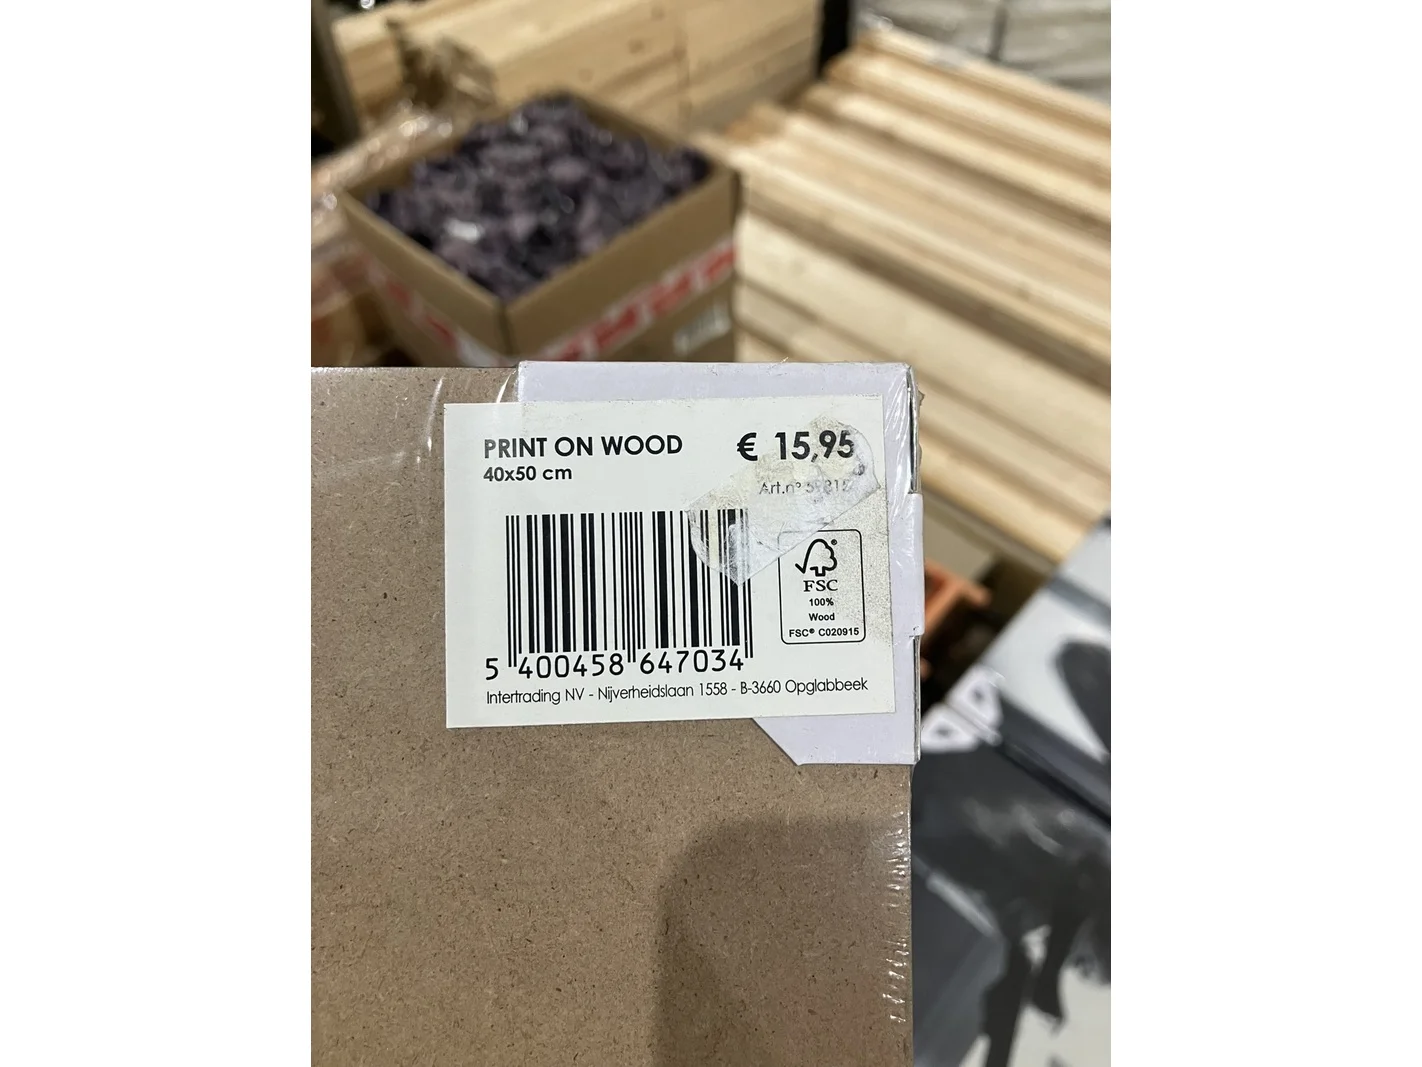 PRINT ON WOOD
€ 15,95
40x50 cm
Art.n°
FSC
100%
Wood
FSC® C020915
5 400458 647034
Intertrading NV - Nijverheidslaan 1558 - B-3660 Opglabbeek